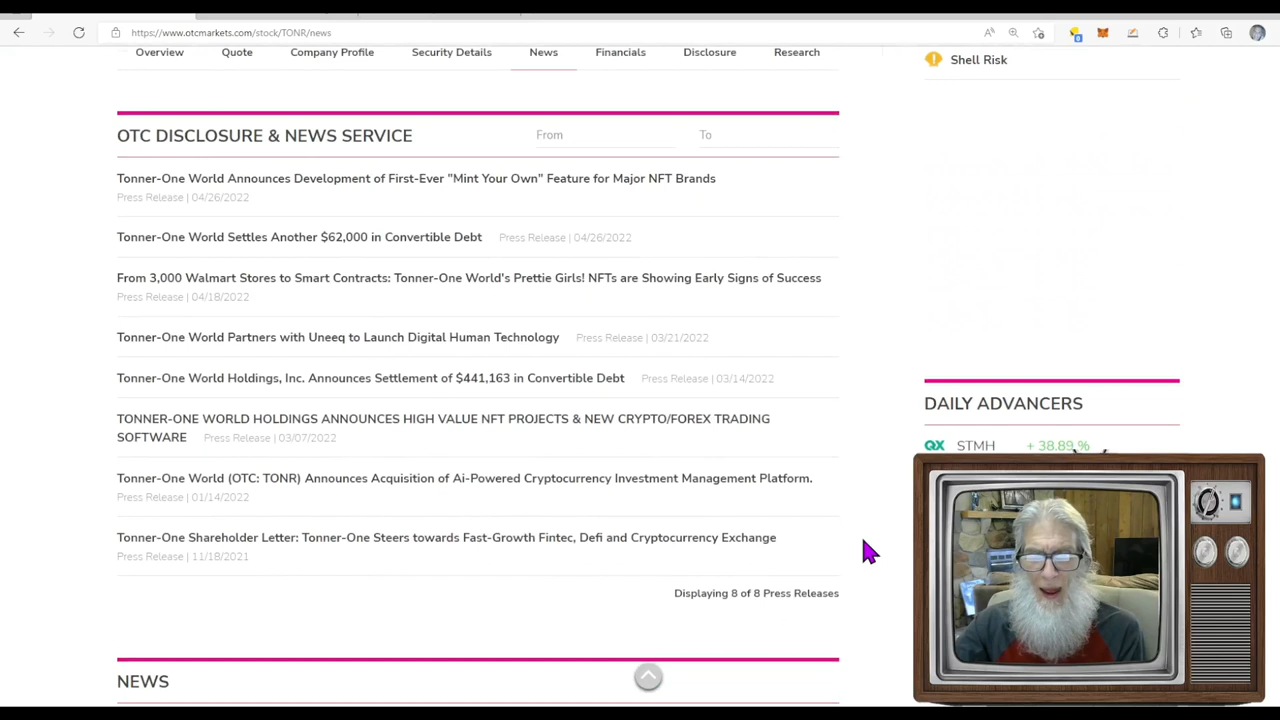 https://www.otcmarkets.com/stock/TONR/news
Overview Quote Company Profile Security Details News Financials Disclosure Research
Shell Risk
OTC DISCLOSURE & NEWS SERVICE From To
Tonner-One World Announces Development of First-Ever "Mint Your Own" Feature for Major NFT Brands
Press Release | 04/26/2022
Tonner-One World Settles Another $62,000 in Convertible Debt Press Release | 04/26/2022
From 3,000 Walmart Stores to Smart Contracts: Tonner-One World's Prettie Girls! NFTs are Showing Early Signs of Success
Press Release | 04/18/2022
Tonner-One World Partners with Uneeq to Launch Digital Human Technology Press Release | 03/21/2022
Tonner-One World Holdings, Inc. Announces Settlement of $441,163 in Convertible Debt Press Release | 03/14/2022
TONNER-ONE WORLD HOLDINGS ANNOUNCES HIGH VALUE NFT PROJECTS & NEW CRYPTO/FOREX TRADING
SOFTWARE Press Release | 03/07/2022
Tonner-One World (OTC: TONR) Announces Acquisition of Ai-Powered Cryptocurrency Investment Management Platform.
Press Release | 01/14/2022
Tonner-One Shareholder Letter: Tonner-One Steers towards Fast-Growth Fintec, Defi and Cryptocurrency Exchange
Press Release | 11/18/2021
Displaying 8 of 8 Press Releases
NEWS
DAILY ADVANCERS
QX STMH + 38.89 %